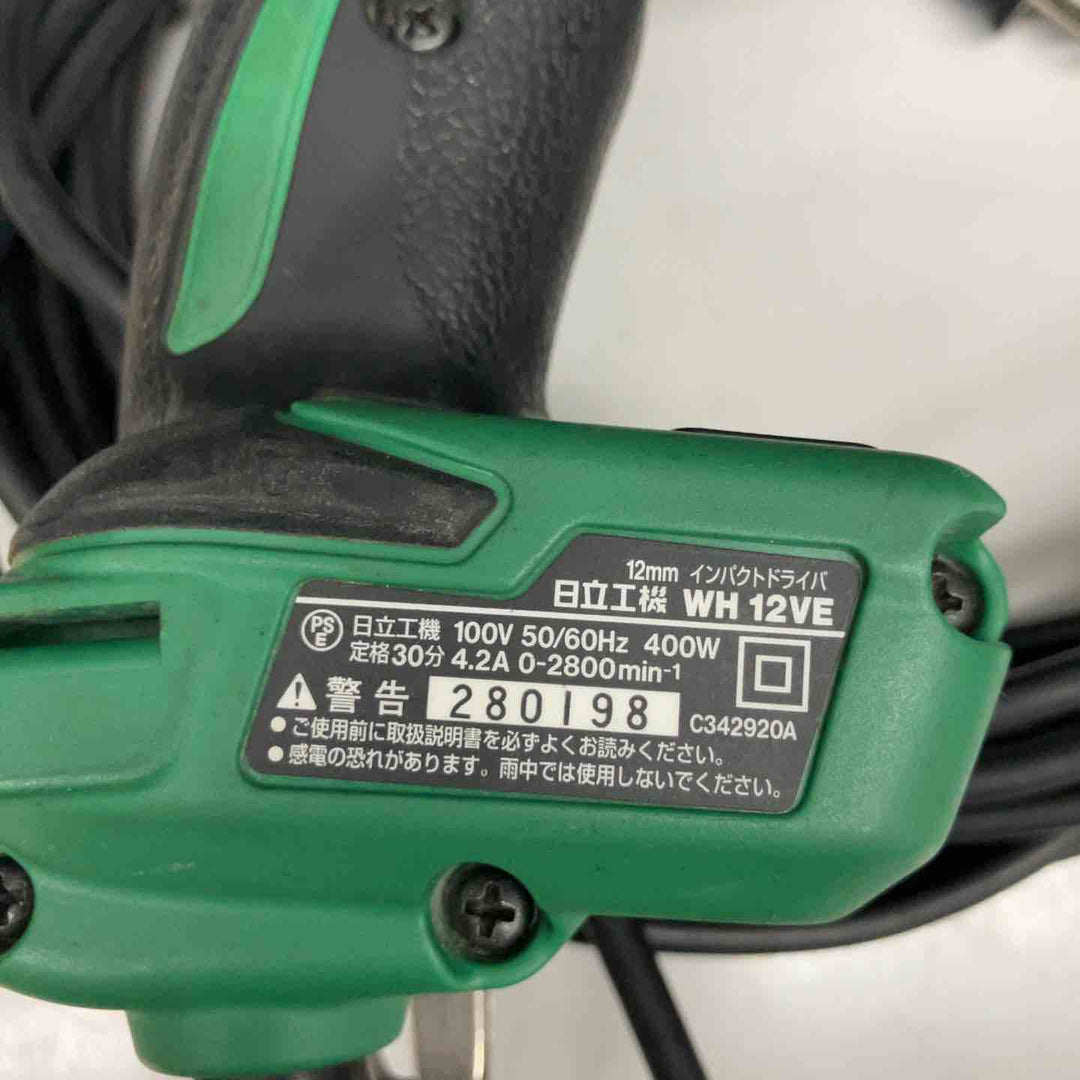 12mm インパクトドライバ
日立工機 WH 12VE
PSE 日立工機 100V 50/60Hz 400W
定格30分 4.2A 0-2800min-1
警告 280198 C342920A
●ご使用前に取扱説明書を必ずよくお読みください。
●感電の恐れがあります。雨中では使用しないでください。